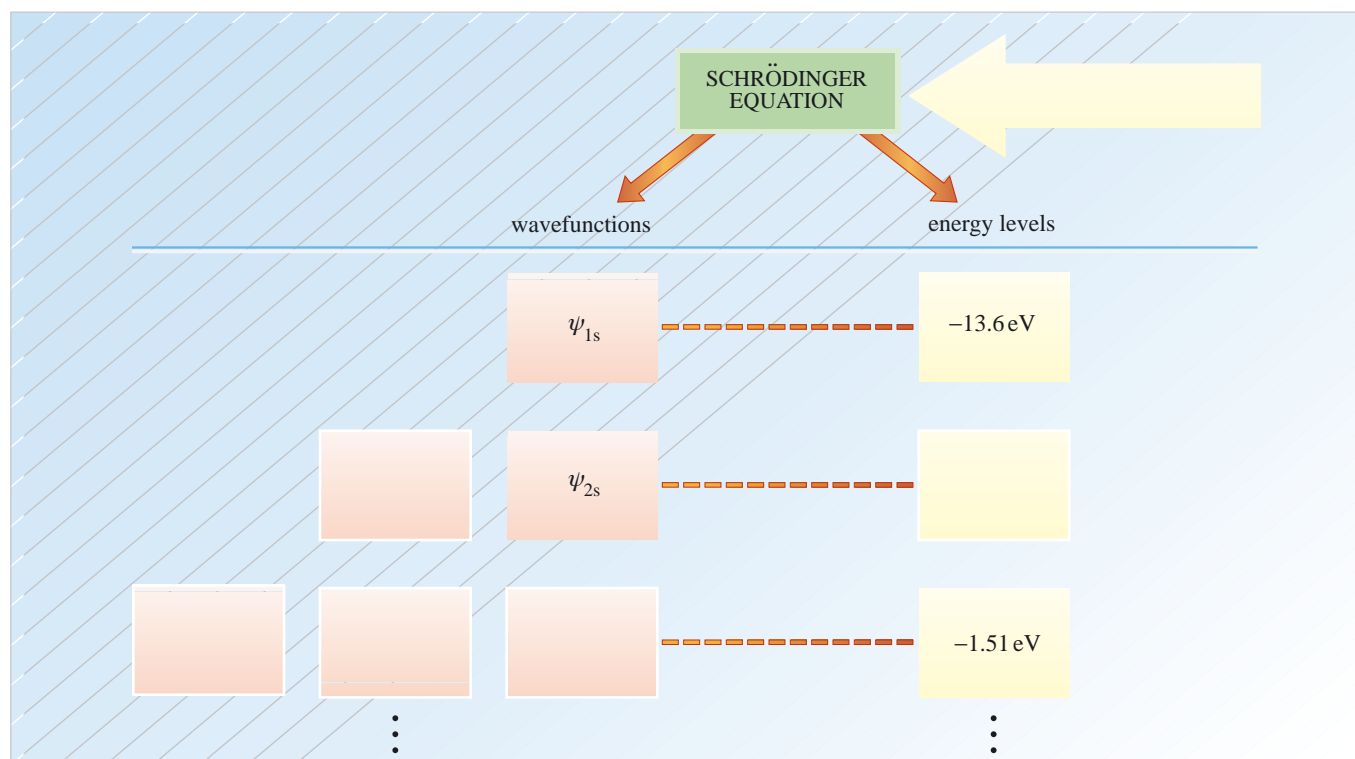 SCHRÖDINGER
EQUATION
wavefunctions
energy levels
ψ1s
−13.6 eV
ψ2s
−1.51 eV